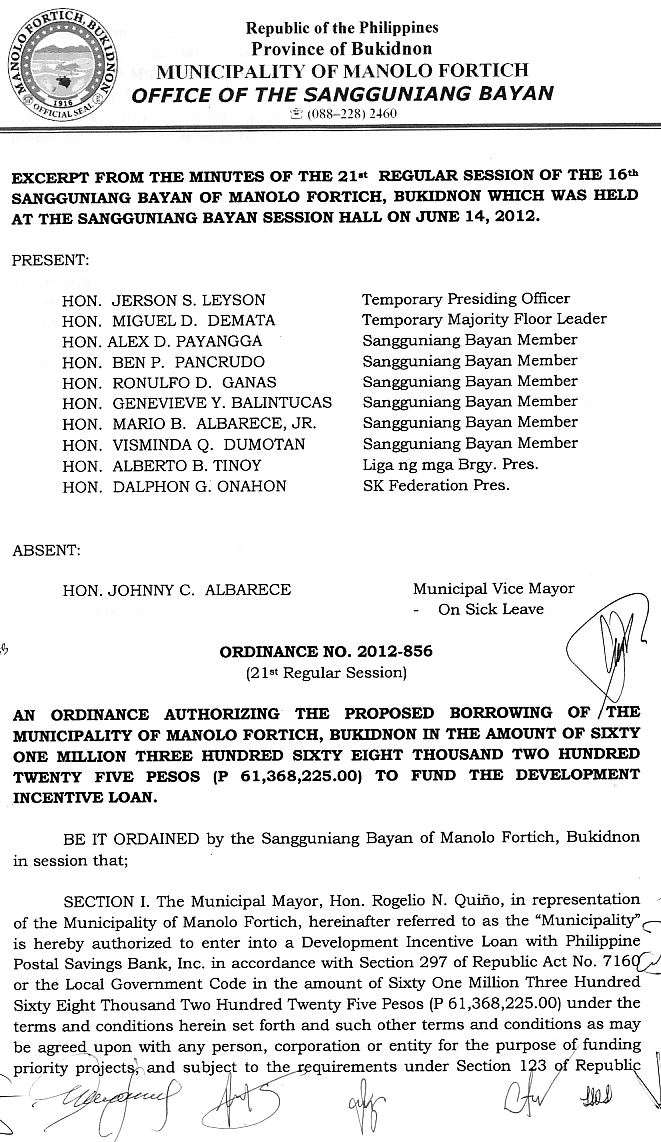 MANOLO FORTICH, BUKIDNON
1916
OFFICIAL SEAL
Republic of the Philippines
Province of Bukidnon
MUNICIPALITY OF MANOLO FORTICH
OFFICE OF THE SANGGUNIANG BAYAN
☏ (088–228) 2460
EXCERPT FROM THE MINUTES OF THE 21st REGULAR SESSION OF THE 16th
SANGGUNIANG BAYAN OF MANOLO FORTICH, BUKIDNON WHICH WAS HELD
AT THE SANGGUNIANG BAYAN SESSION HALL ON JUNE 14, 2012.
PRESENT:
HON. JERSON S. LEYSON Temporary Presiding Officer
HON. MIGUEL D. DEMATA Temporary Majority Floor Leader
HON. ALEX D. PAYANGGA Sangguniang Bayan Member
HON. BEN P. PANCRUDO Sangguniang Bayan Member
HON. RONULFO D. GANAS Sangguniang Bayan Member
HON. GENEVIEVE Y. BALINTUCAS Sangguniang Bayan Member
HON. MARIO B. ALBARECE, JR. Sangguniang Bayan Member
HON. VISMINDA Q. DUMOTAN Sangguniang Bayan Member
HON. ALBERTO B. TINOY Liga ng mga Brgy. Pres.
HON. DALPHON G. ONAHON SK Federation Pres.
ABSENT:
HON. JOHNNY C. ALBARECE Municipal Vice Mayor
- On Sick Leave
ORDINANCE NO. 2012-856
(21st Regular Session)
AN ORDINANCE AUTHORIZING THE PROPOSED BORROWING OF THE
MUNICIPALITY OF MANOLO FORTICH, BUKIDNON IN THE AMOUNT OF SIXTY
ONE MILLION THREE HUNDRED SIXTY EIGHT THOUSAND TWO HUNDRED
TWENTY FIVE PESOS (P 61,368,225.00) TO FUND THE DEVELOPMENT
INCENTIVE LOAN.
BE IT ORDAINED by the Sangguniang Bayan of Manolo Fortich, Bukidnon
in session that;
SECTION I. The Municipal Mayor, Hon. Rogelio N. Quiño, in representation
of the Municipality of Manolo Fortich, hereinafter referred to as the “Municipality”
is hereby authorized to enter into a Development Incentive Loan with Philippine
Postal Savings Bank, Inc. in accordance with Section 297 of Republic Act No. 7160
or the Local Government Code in the amount of Sixty One Million Three Hundred
Sixty Eight Thousand Two Hundred Twenty Five Pesos (P 61,368,225.00) under the
terms and conditions herein set forth and such other terms and conditions as may
be agreed upon with any person, corporation or entity for the purpose of funding
priority projects, and subject to the requirements under Section 123 of Republic